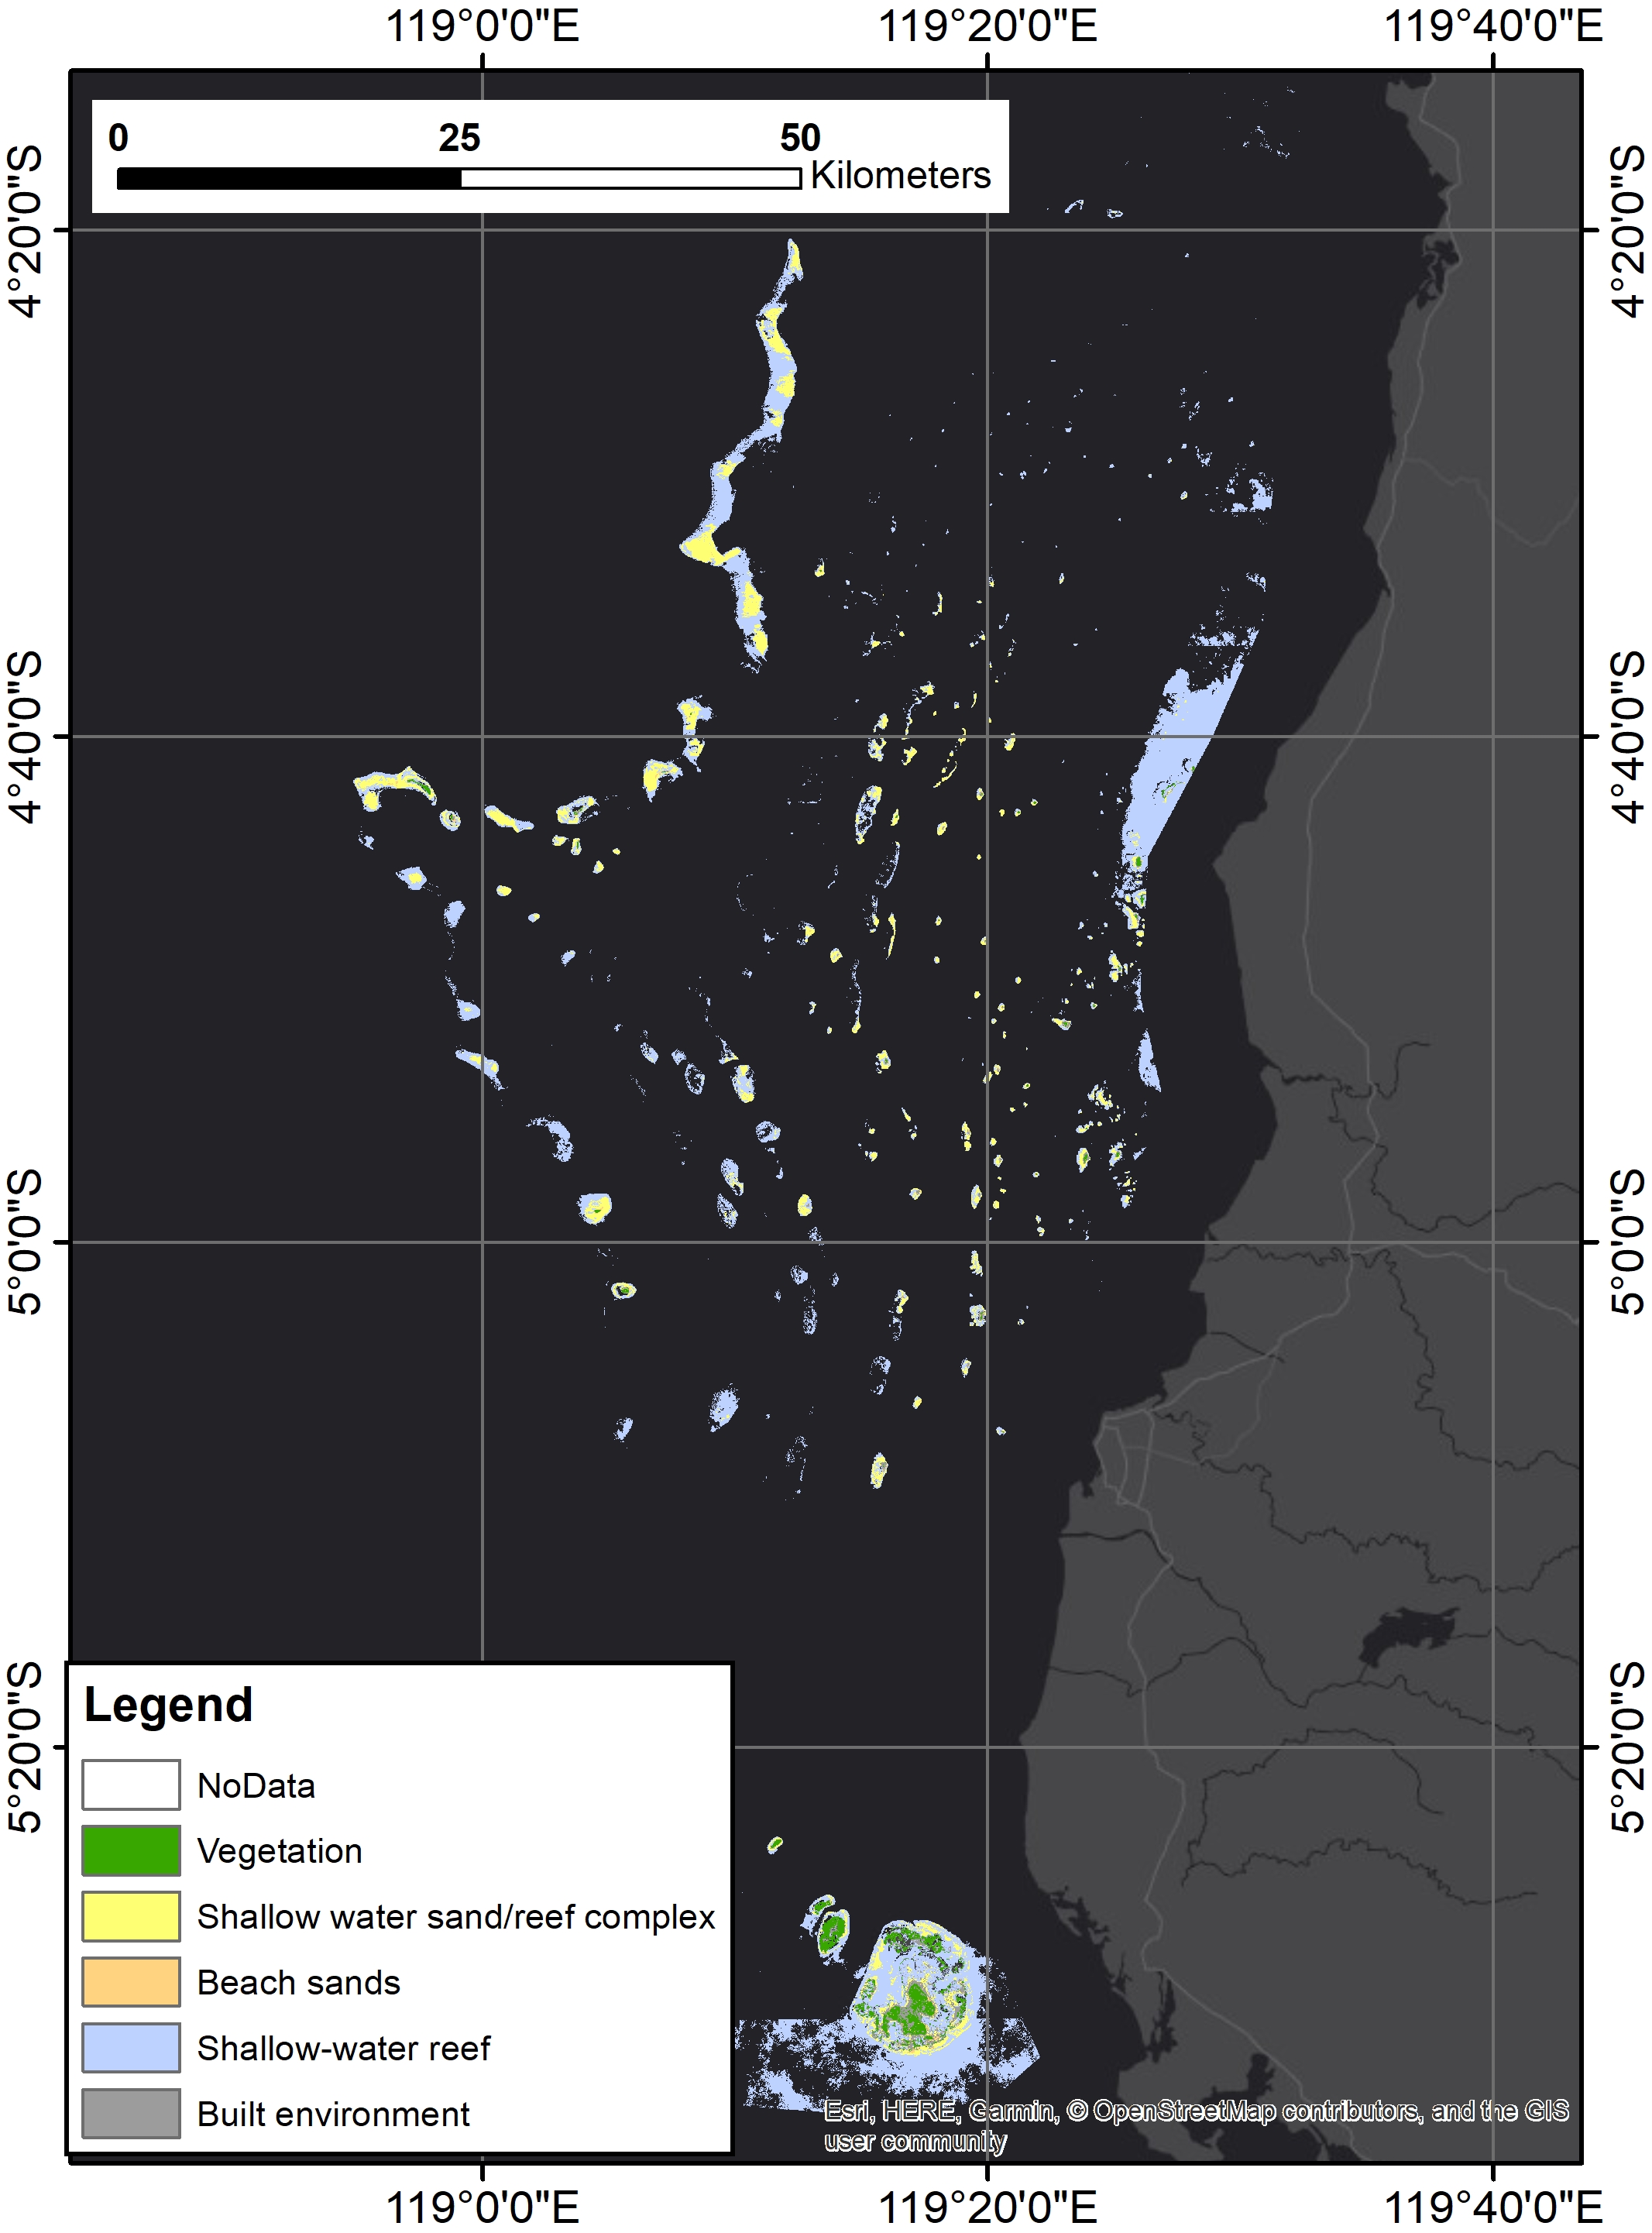 119°0'0"E 119°20'0"E 119°40'0"E
0 25 50
Kilometers
4°20'0"S 4°20'0"S
4°40'0"S 4°40'0"S
5°0'0"S 5°0'0"S
5°20'0"S 5°20'0"S
Legend
NoData
Vegetation
Shallow water sand/reef complex
Beach sands
Shallow-water reef
Built environment
Esri, HERE, Garmin, © OpenStreetMap contributors, and the GIS
user community
119°0'0"E 119°20'0"E 119°40'0"E